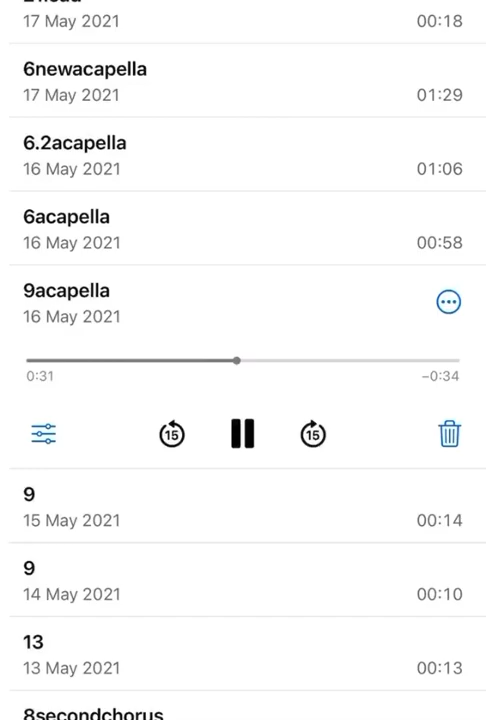 17 May 2021 00:18
6newacapella
17 May 2021 01:29
6.2acapella
16 May 2021 01:06
6acapella
16 May 2021 00:58
9acapella
16 May 2021
0:31 −0:34
15 15
9
15 May 2021 00:14
9
14 May 2021 00:10
13
13 May 2021 00:13
8secondchorus